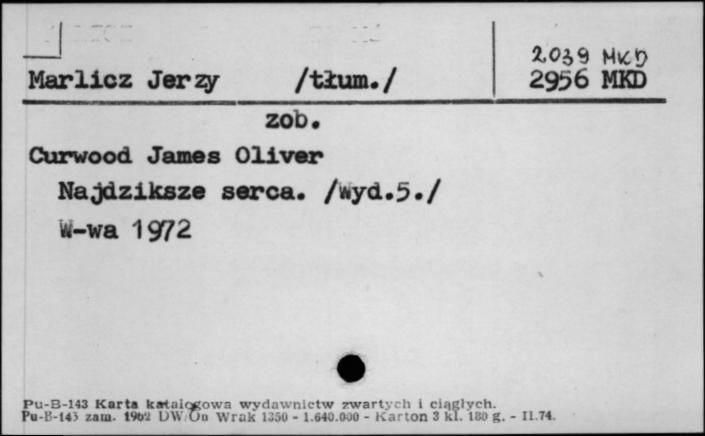 2039 MKD
Marlicz Jerzy /tłum./ 2956 MKD
zob.
Curwood James Oliver
Najdziksze serca. /Wyd.5./
W-wa 1972
Pu-B-143 Karta katalogowa wydawnictw zwartych i ciągłych.
Pu-B-143 zam. 1962 DW/On Wrak 1350 - 1.640.000 - Karton 3 kl. 180 g. - II.74.